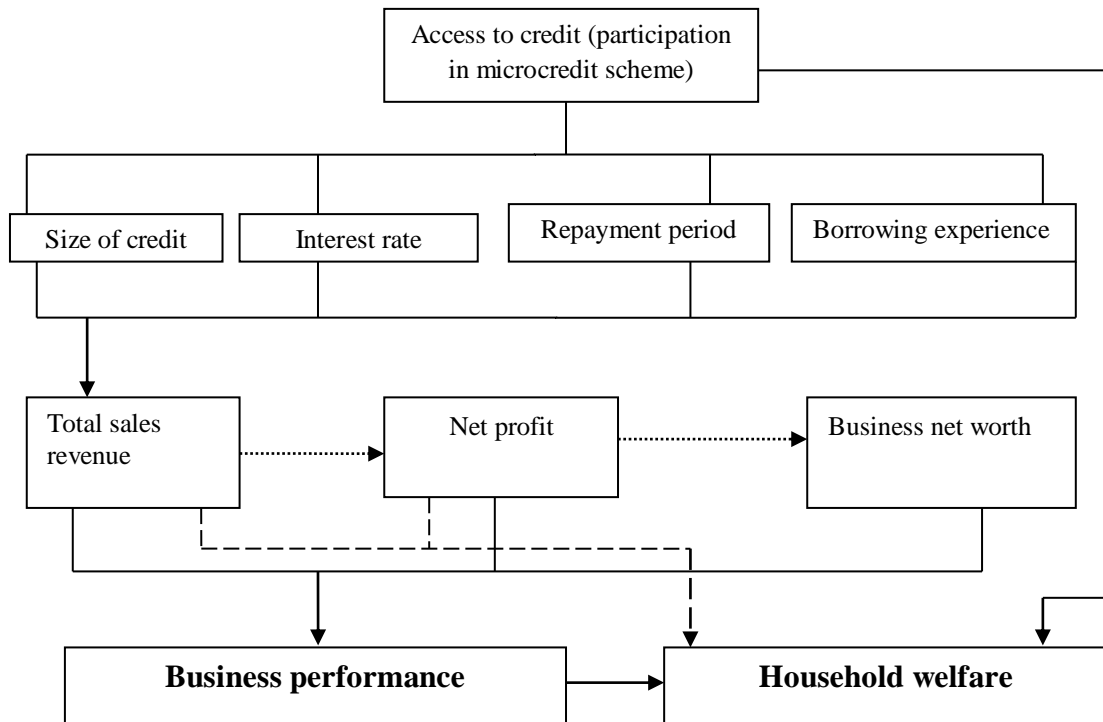 Access to credit (participation
in microcredit scheme)
Size of credit
Interest rate
Repayment period
Borrowing experience
Total sales
revenue
Net profit
Business net worth
Business performance
Household welfare